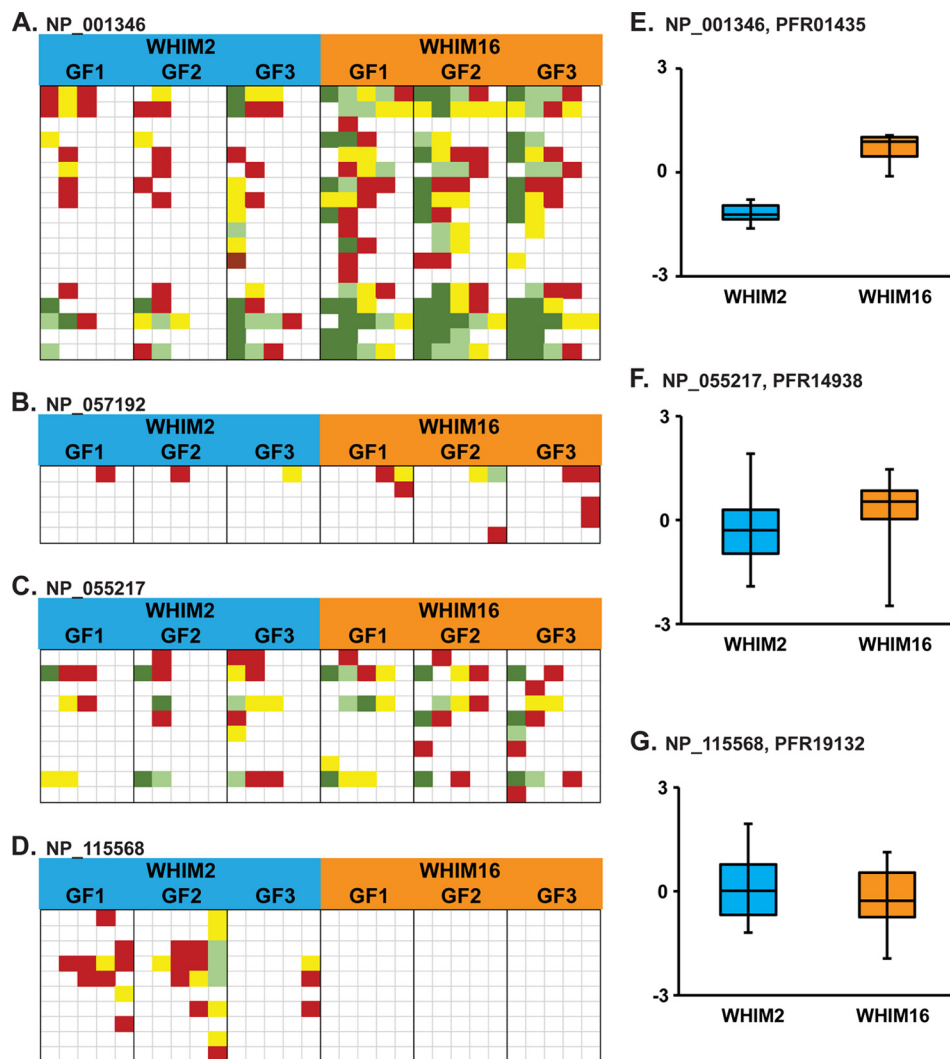 A. NP_001346
WHIM2 WHIM16
GF1 GF2 GF3 GF1 GF2 GF3
B. NP_057192
WHIM2 WHIM16
GF1 GF2 GF3 GF1 GF2 GF3
C. NP_055217
WHIM2 WHIM16
GF1 GF2 GF3 GF1 GF2 GF3
D. NP_115568
WHIM2 WHIM16
GF1 GF2 GF3 GF1 GF2 GF3
E. NP_001346, PFR01435
3
0
-3
WHIM2 WHIM16
F. NP_055217, PFR14938
3
0
-3
WHIM2 WHIM16
G. NP_115568, PFR19132
3
0
-3
WHIM2 WHIM16